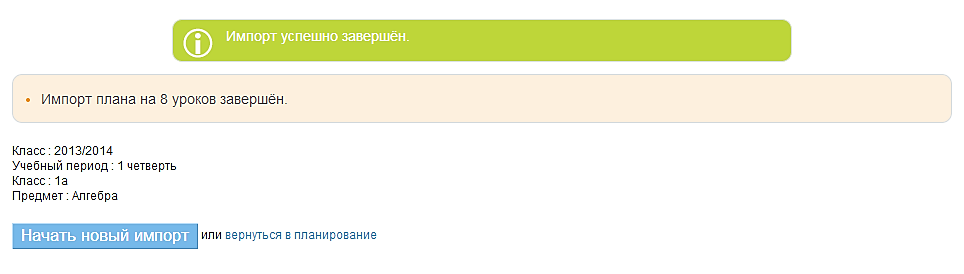 Импорт успешно завершён.
Импорт плана на 8 уроков завершён.
Класс : 2013/2014
Учебный период : 1 четверть
Класс : 1а
Предмет : Алгебра
Начать новый импорт или вернуться в планирование